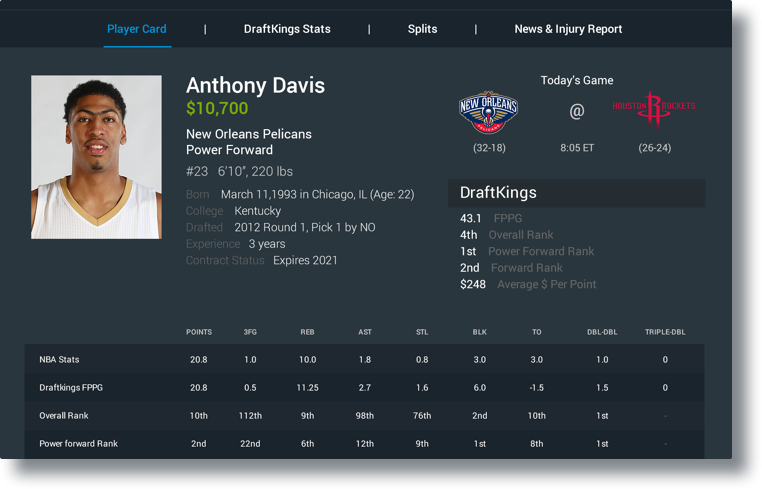 Player Card | DraftKings Stats | Splits | News & Injury Report
Anthony Davis
$10,700
New Orleans Pelicans
Power Forward
#23 6'10", 220 lbs
Born March 11,1993 in Chicago, IL (Age: 22)
College Kentucky
Drafted 2012 Round 1, Pick 1 by NO
Experience 3 years
Contract Status Expires 2021
Today's Game
NEW ORLEANS PELICANS @ HOUSTON ROCKETS
(32-18) 8:05 ET (26-24)
DraftKings
43.1 FPPG
4th Overall Rank
1st Power Forward Rank
2nd Forward Rank
$248 Average $ Per Point
POINTS 3FG REB AST STL BLK TO DBL-DBL TRIPLE-DBL
NBA Stats 20.8 1.0 10.0 1.8 0.8 3.0 3.0 1.0 0
Draftkings FPPG 20.8 0.5 11.25 2.7 1.6 6.0 -1.5 1.5 0
Overall Rank 10th 112th 9th 98th 76th 2nd 10th 1st -
Power forward Rank 2nd 22nd 6th 12th 9th 1st 8th 1st -